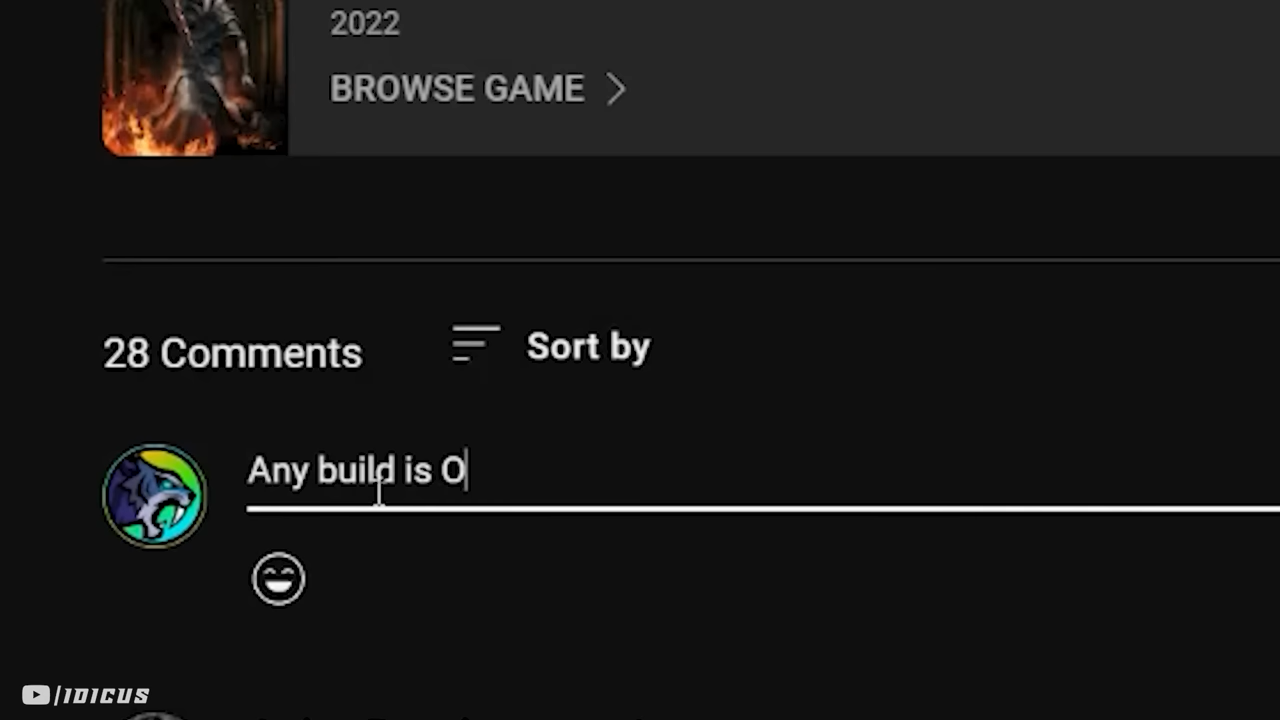 2022
BROWSE GAME
28 Comments
Sort by
Any build is O
IDICUS